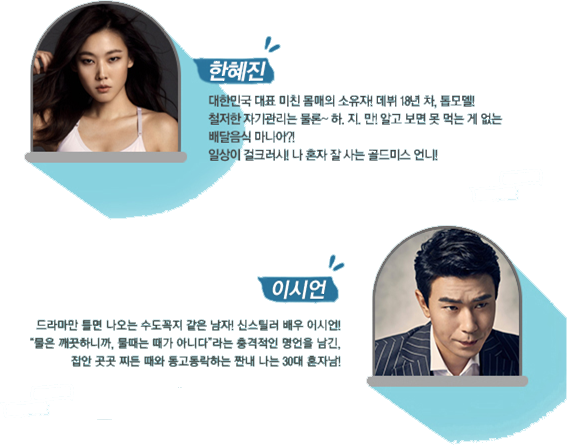 한혜진
대한민국 대표 미친 몸매의 소유자! 데뷔 18년 차, 톱모델!
철저한 자기관리는 물론~ 하. 지. 만! 알고 보면 못 먹는 게 없는
배달음식 마니아?!
일상이 걸크러시! 나 혼자 잘 사는 골드미스 언니!
이시언
드라마만 틀면 나오는 수도꼭지 같은 남자! 신스틸러 배우 이시언!
"물은 깨끗하니까, 물때는 때가 아니다"라는 충격적인 명언을 남긴,
집안 곳곳 찌든 때와 동고동락하는 짠내 나는 30대 혼자남!